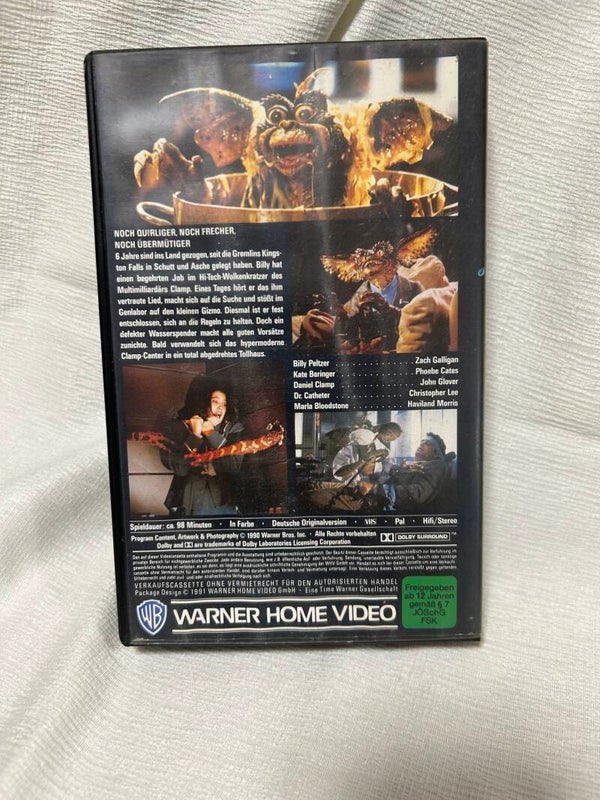 NOCH QUIRLIGER, NOCH FRECHER,
NOCH ÜBERMÜTIGER
6 Jahre sind ins Land gezogen, seit die Gremlins Kings-
ton Falls in Schutt und Asche gelegt haben. Billy hat
einen begehrten Job im Hi-Tech-Wolkenkratzer des
Multimilliardärs Clamp. Eines Tages hört er das ihm
vertraute Lied, macht sich auf die Suche und stößt im
Genlabor auf den kleinen Gizmo. Diesmal ist er fest
entschlossen, sich an die Regeln zu halten. Doch ein
defekter Wasserspender macht alle guten Vorsätze
zunichte. Bald verwandelt sich das hypermoderne
Clamp-Center in ein total abgedrehtes Tollhaus.
Billy Peltzer . . . . . . . . . . . . Zach Galligan
Kate Beringer . . . . . . . . . . . . Phoebe Cates
Daniel Clamp . . . . . . . . . . . . John Glover
Dr. Catheter . . . . . . . . . . . . Christopher Lee
Marla Bloodstone . . . . . . . . . . . . Haviland Morris
Spieldauer: ca. 98 Minuten · In Farbe · Deutsche Originalversion · VHS · Pal · Hifi/Stereo
Program Content, Artwork & Photography © 1990 Warner Bros. Inc. · Alle Rechte vorbehalten
Dolby and DD are trademarks of Dolby Laboratories Licensing Corporation
DOLBY SURROUND ™
VERKAUFSCASSETTE OHNE VERMIETRECHT FÜR DEN AUTORISIERTEN HANDEL
Package Design © 1991 WARNER HOME VIDEO GmbH · Eine Time Warner Gesellschaft
WB WARNER HOME VIDEO
Freigegeben
ab 12 Jahren
gemäß § 7
JÖSchG
FSK